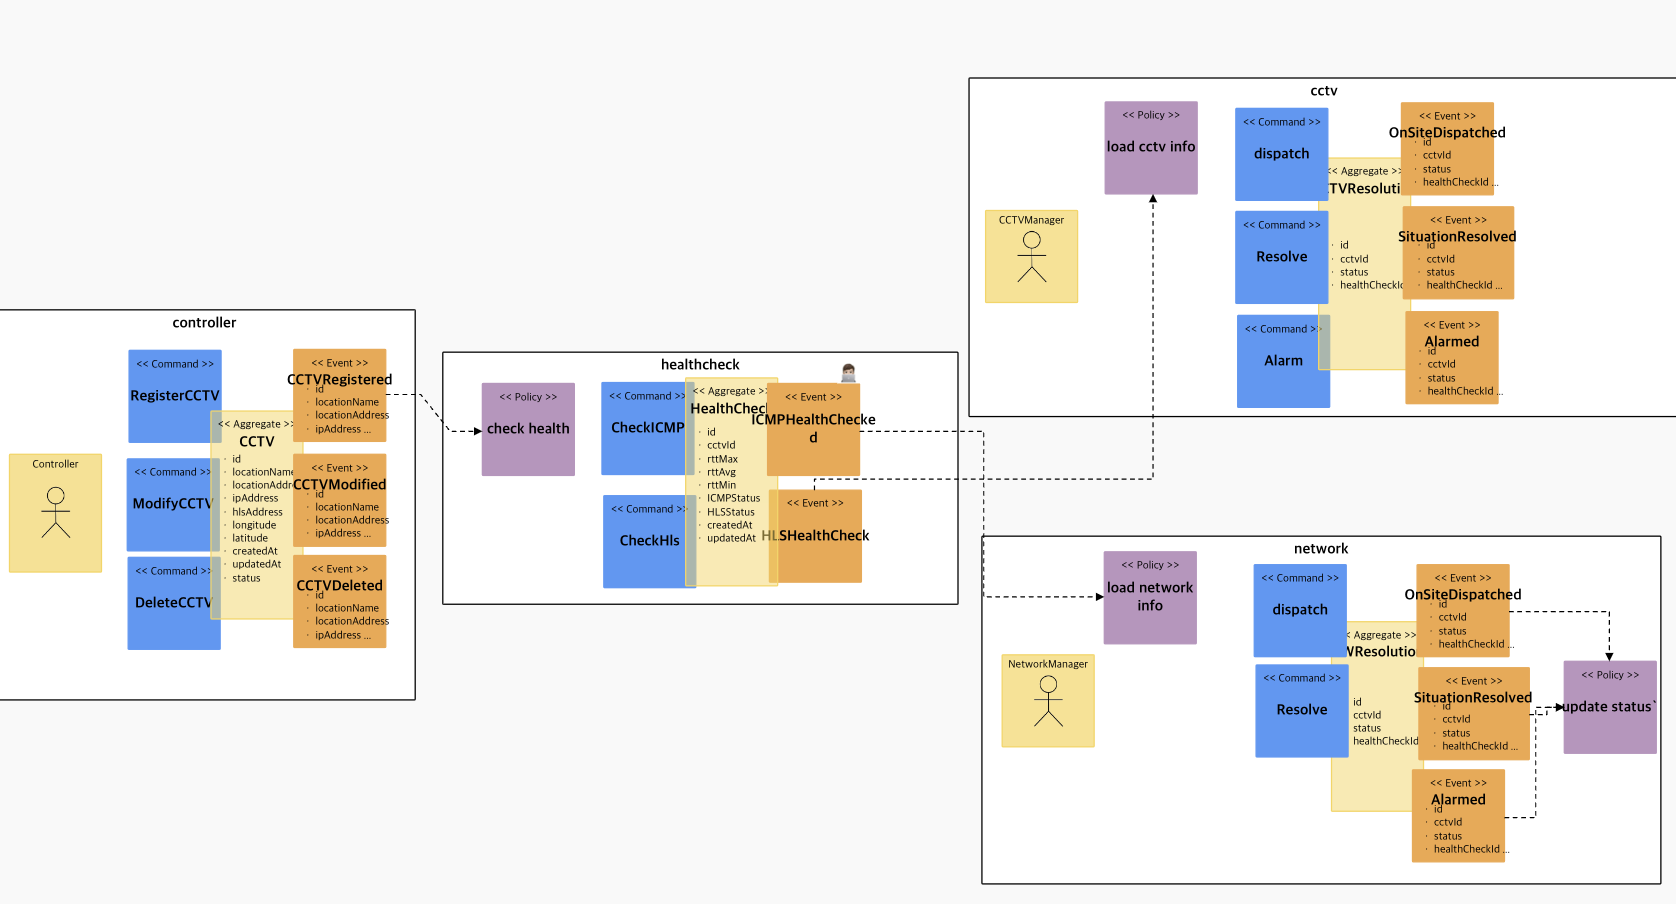 controller
Controller
<< Command >>
RegisterCCTV
<< Command >>
ModifyCCTV
<< Command >>
DeleteCCTV
<< Aggregate >>
CCTV
· id
· locationName
· locationAddre
· ipAddress
· hlsAddress
· longitude
· latitude
· createdAt
· updatedAt
· status
<< Event >>
CCTVRegistered
· id
· locationName
· locationAddress
· ipAddress ...
<< Event >>
CCTVModified
· id
· locationName
· locationAddress
· ipAddress ...
<< Event >>
CCTVDeleted
· id
· locationName
· locationAddress
· ipAddress ...
healthcheck
<< Policy >>
check health
<< Command >>
CheckICMP
<< Command >>
CheckHls
<< Aggregate >>
HealthChec
· id
· cctvId
· rttMax
· rttAvg
· rttMin
· ICMPStatus
· HLSStatus
· createdAt
· updatedAt
<< Event >>
ICMPHealthChecke
d
<< Event >>
HLSHealthCheck
cctv
CCTVManager
<< Policy >>
load cctv info
<< Command >>
dispatch
<< Command >>
Resolve
<< Command >>
Alarm
< Aggregate >>
TVResoluti
· id
· cctvId
· status
· healthCheckId
<< Event >>
OnSiteDispatched
· id
· cctvId
· status
· healthCheckId ...
<< Event >>
SituationResolved
· id
· cctvId
· status
· healthCheckId ...
<< Event >>
Alarmed
· id
· cctvId
· status
· healthCheckId ...
network
NetworkManager
<< Policy >>
load network
info
<< Command >>
dispatch
<< Command >>
Resolve
< Aggregate >>
WResolutio
id
cctvId
status
healthCheckId
<< Event >>
OnSiteDispatched
· id
· cctvId
· status
· healthCheckId ...
<< Event >>
SituationResolved
· id
· cctvId
· status
· healthCheckId ...
<< Event >>
Alarmed
· id
· cctvId
· status
· healthCheckId ...
<< Policy >>
update status`